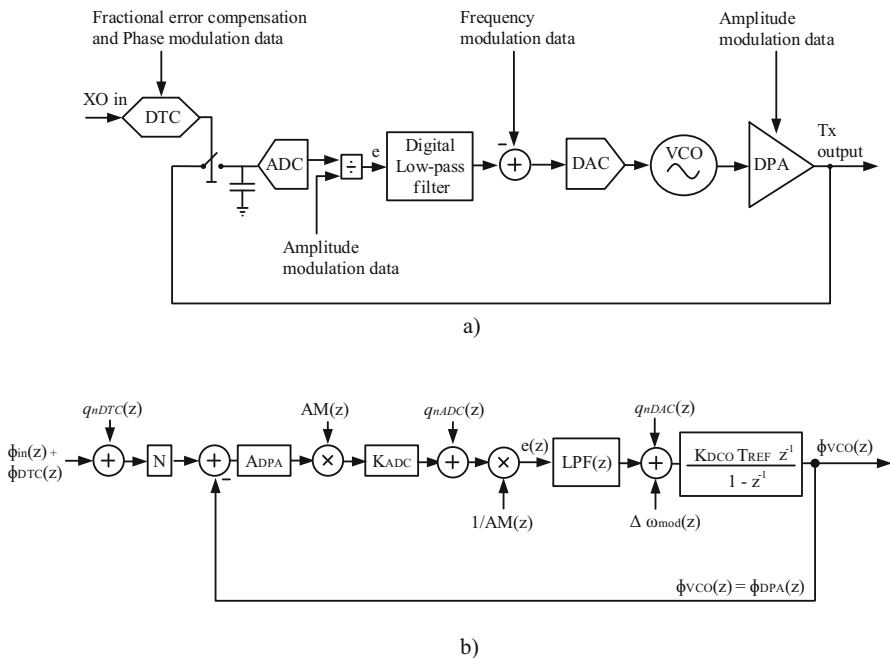 Fractional error compensation
and Phase modulation data
Frequency
modulation data
Amplitude
modulation data
XO in
DTC
ADC
÷
e
Digital
Low-pass
filter
-
+
DAC
VCO
DPA
Tx
output
Amplitude
modulation data
a)
qnDTC(z)
AM(z)
qnADC(z)
qnDAC(z)
ϕin(z) +
ϕDTC(z)
+
N
+
-
ADPA
×
KADC
+
×
e(z)
LPF(z)
+
KDCO TREF z-1
1 - z-1
ϕVCO(z)
1/AM(z)
Δ ωmod(z)
ϕVCO(z) = ϕDPA(z)
b)